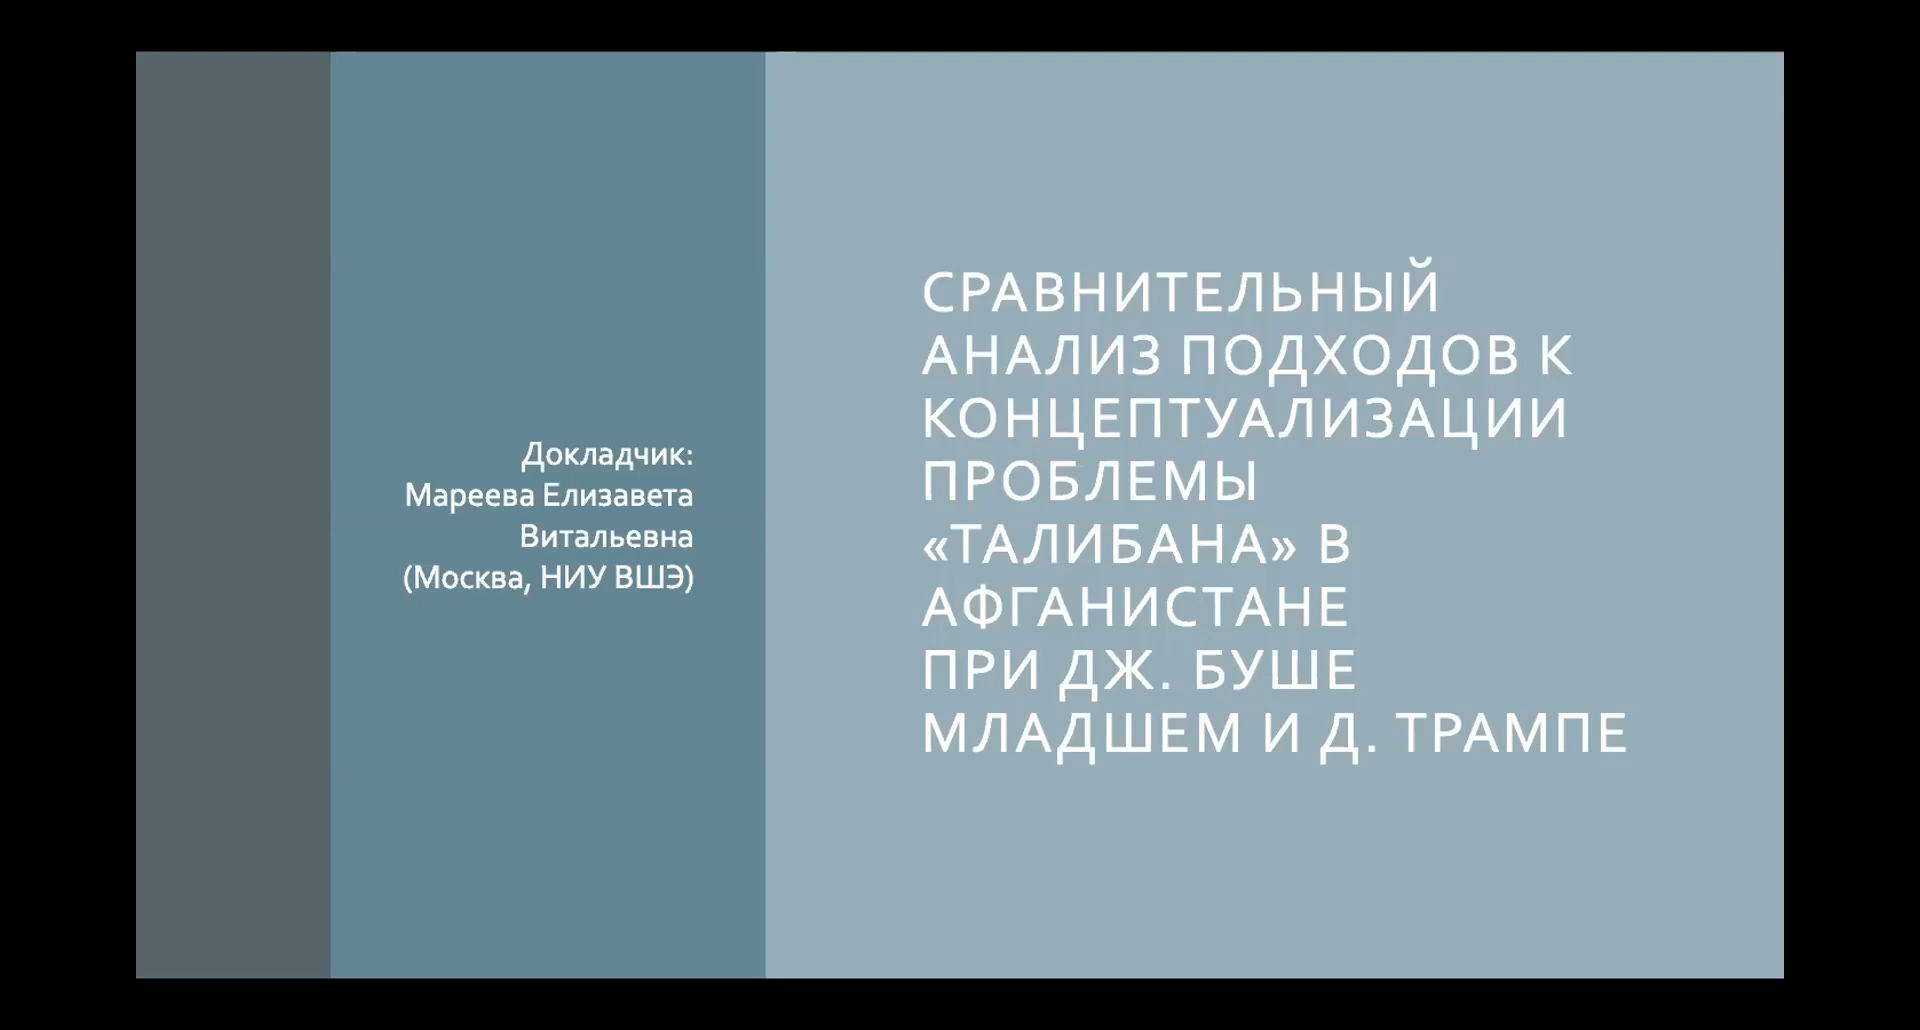 Докладчик:
Мареева Елизавета
Витальевна
(Москва, НИУ ВШЭ)
СРАВНИТЕЛЬНЫЙ
АНАЛИЗ ПОДХОДОВ К
КОНЦЕПТУАЛИЗАЦИИ
ПРОБЛЕМЫ
«ТАЛИБАНА» В
АФГАНИСТАНЕ
ПРИ ДЖ. БУШЕ
МЛАДШЕМ И Д. ТРАМПЕ